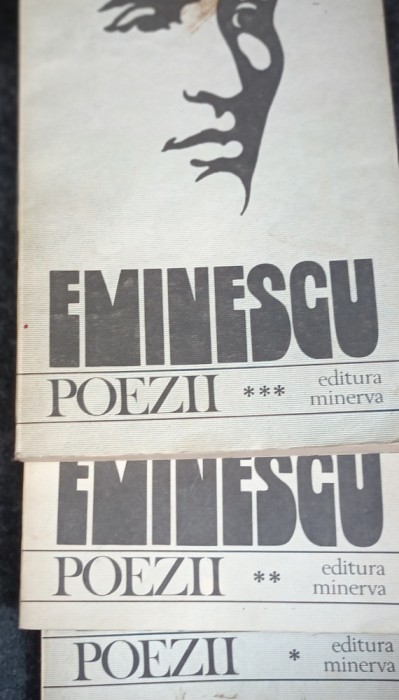 EMINESCU
POEZII *** editura
minerva
EMINESCU
POEZII ** editura
minerva
POEZII * editura
minerva